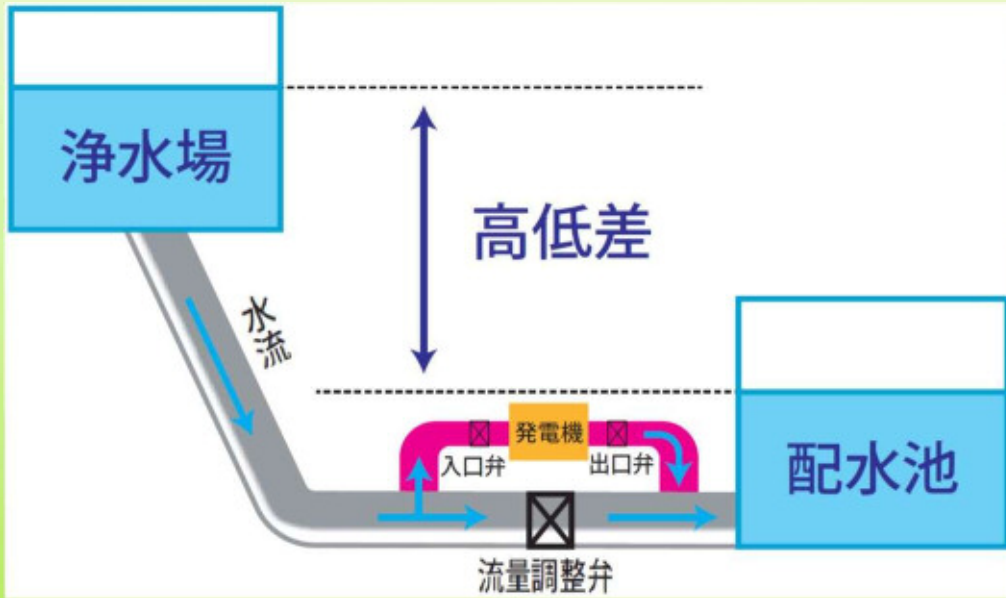 浄水場
高低差
水流
発電機
入口弁
出口弁
配水池
流量調整弁